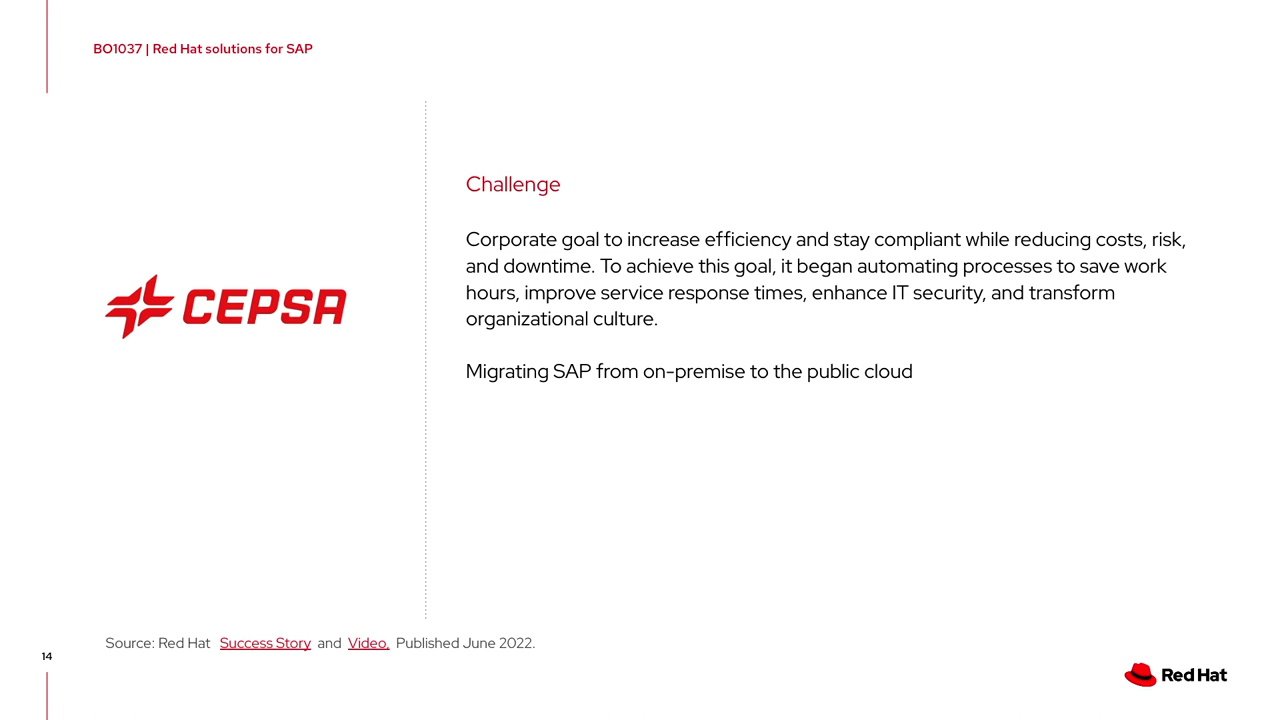 BO1037 | Red Hat solutions for SAP
CEPSA
Challenge
Corporate goal to increase efficiency and stay compliant while reducing costs, risk,
and downtime. To achieve this goal, it began automating processes to save work
hours, improve service response times, enhance IT security, and transform
organizational culture.
Migrating SAP from on-premise to the public cloud
Source: Red Hat Success Story and Video, Published June 2022.
14
Red Hat